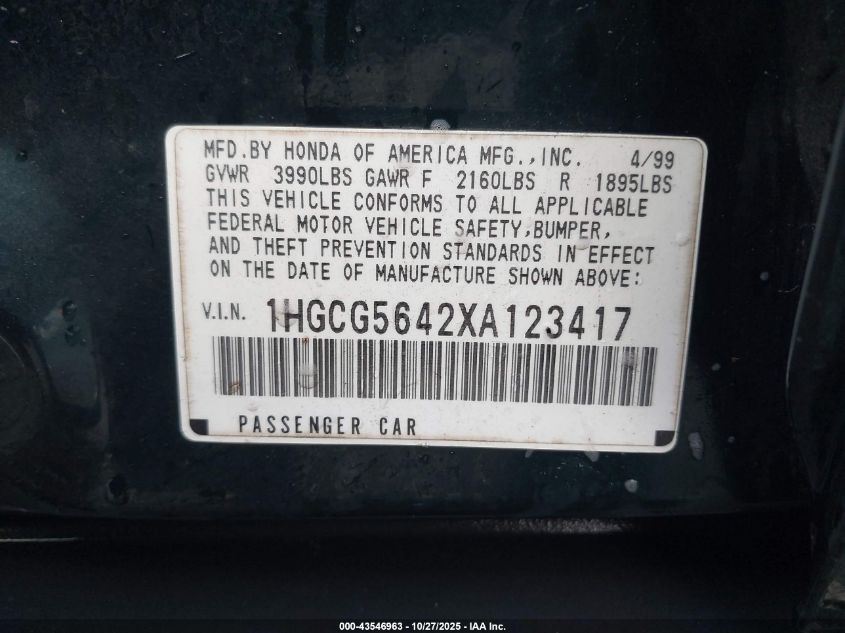 MFD.BY HONDA OF AMERICA MFG.,INC. 4/99
GVWR 3990LBS GAWR F 2160LBS R 1895LBS
THIS VEHICLE CONFORMS TO ALL APPLICABLE
FEDERAL MOTOR VEHICLE SAFETY,BUMPER,
AND THEFT PREVENTION STANDARDS IN EFFECT
ON THE DATE OF MANUFACTURE SHOWN ABOVE:
V.I.N. 1HGCG5642XA123417
PASSENGER CAR
000-43546963 - 10/27/2025 - IAA Inc.